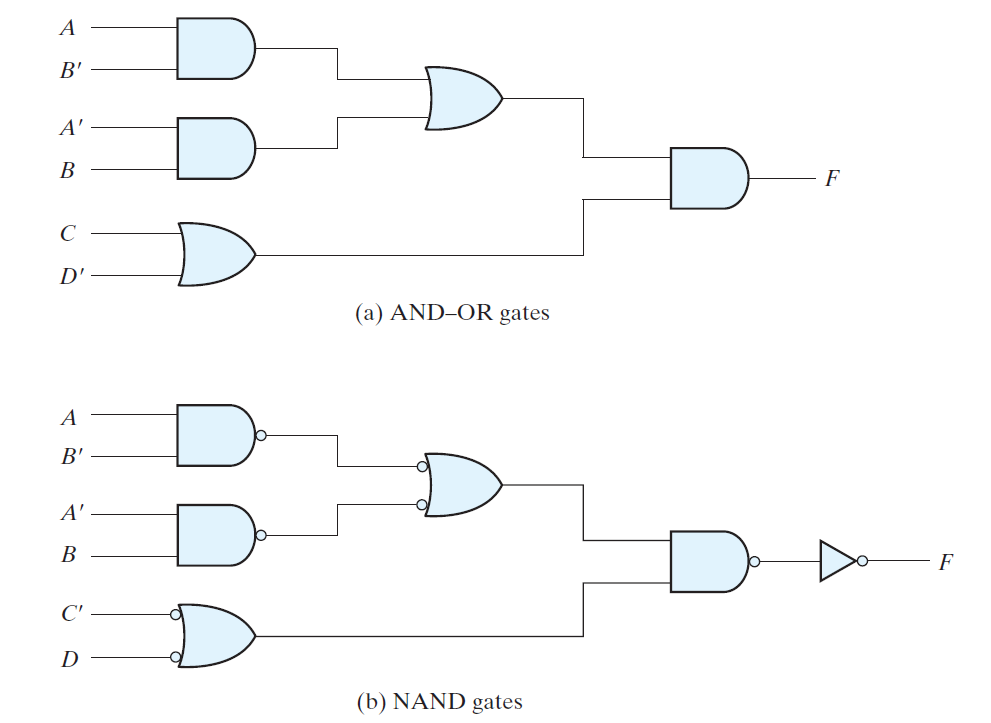 A
B'
A'
B
F
C
D'
(a) AND–OR gates
A
B'
A'
B
F
C'
D
(b) NAND gates